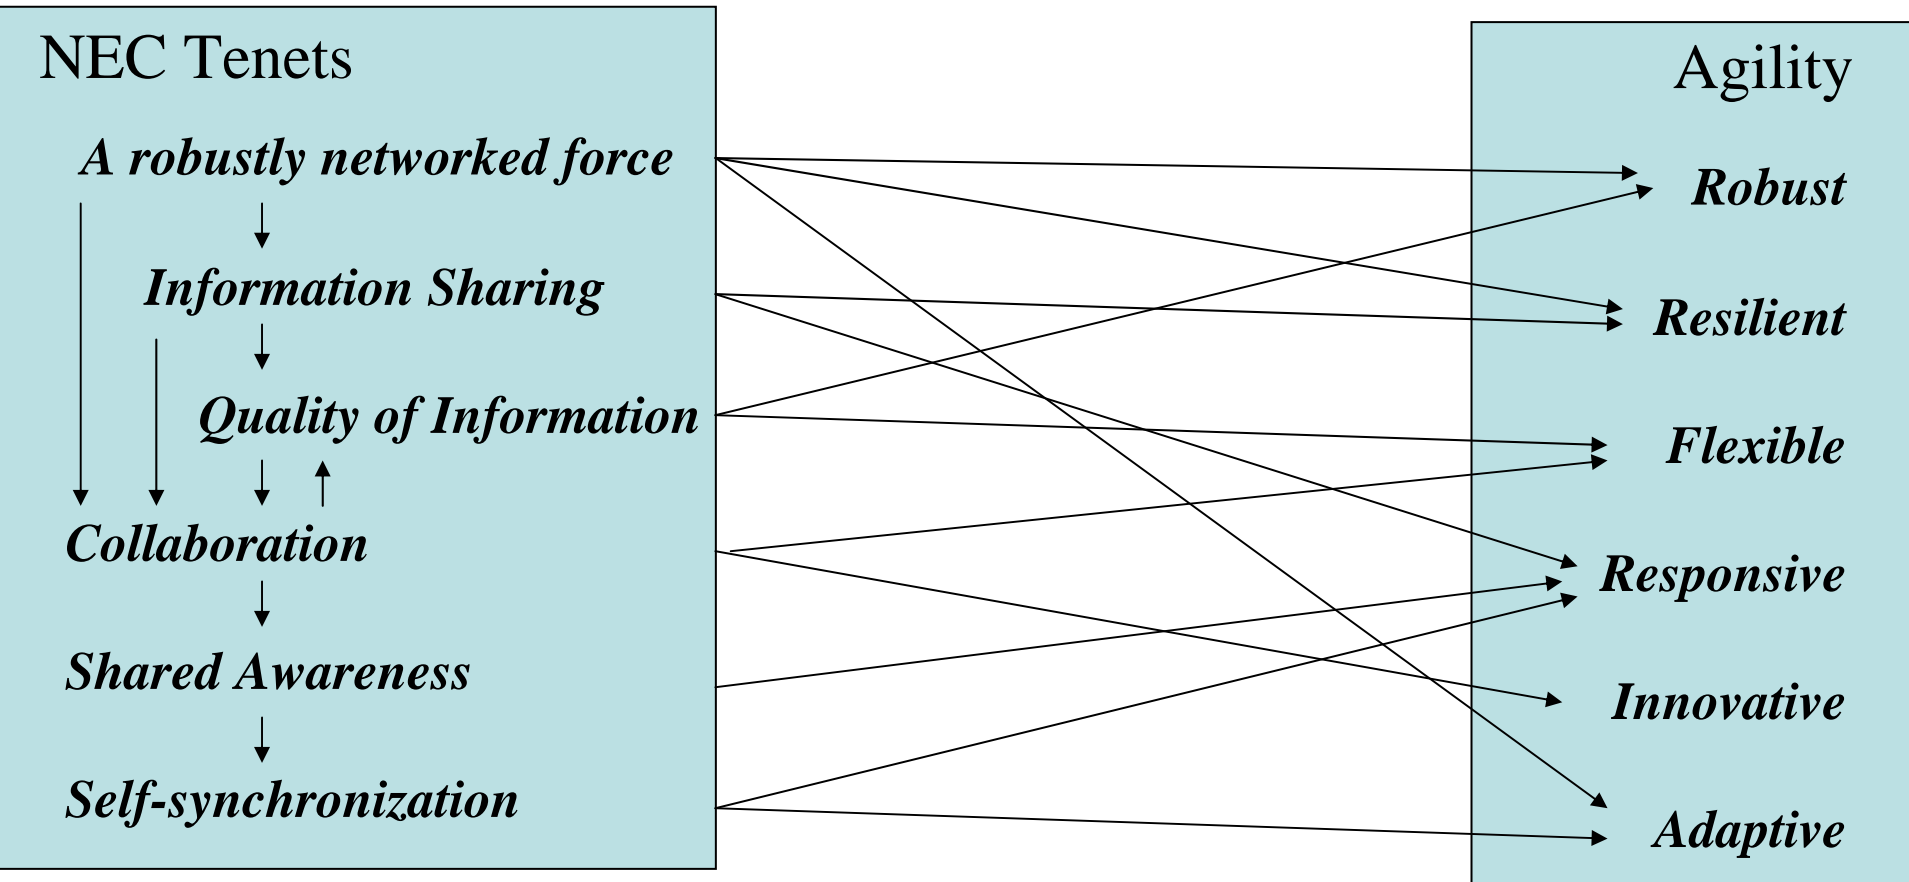 NEC Tenets
A robustly networked force
Information Sharing
Quality of Information
Collaboration
Shared Awareness
Self-synchronization
Agility
Robust
Resilient
Flexible
Responsive
Innovative
Adaptive